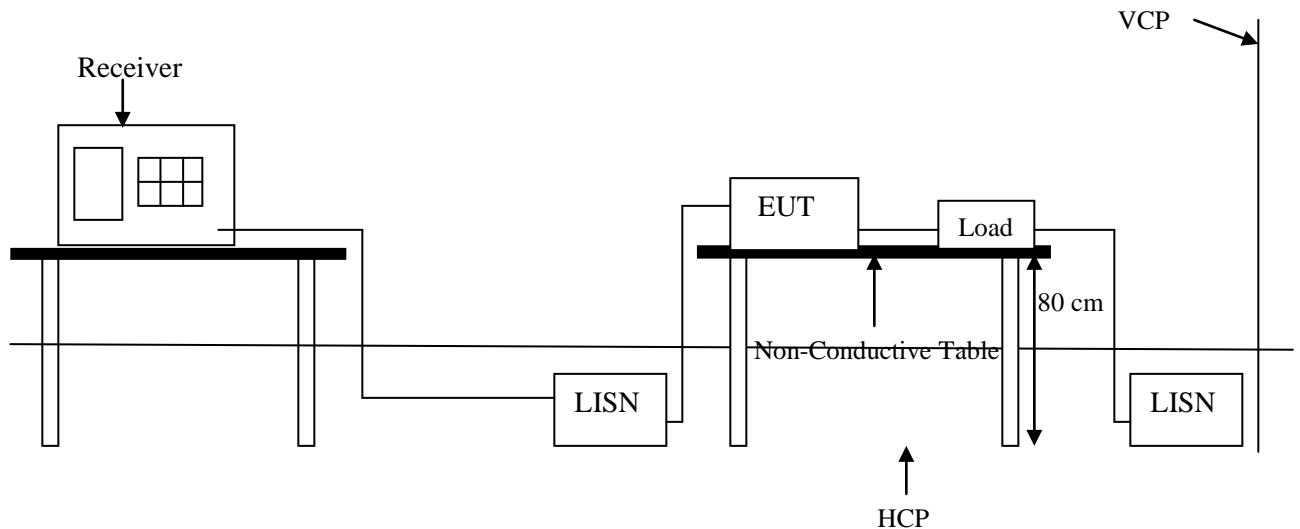 VCP
Receiver
EUT
Load
80 cm
Non-Conductive Table
LISN
LISN
HCP